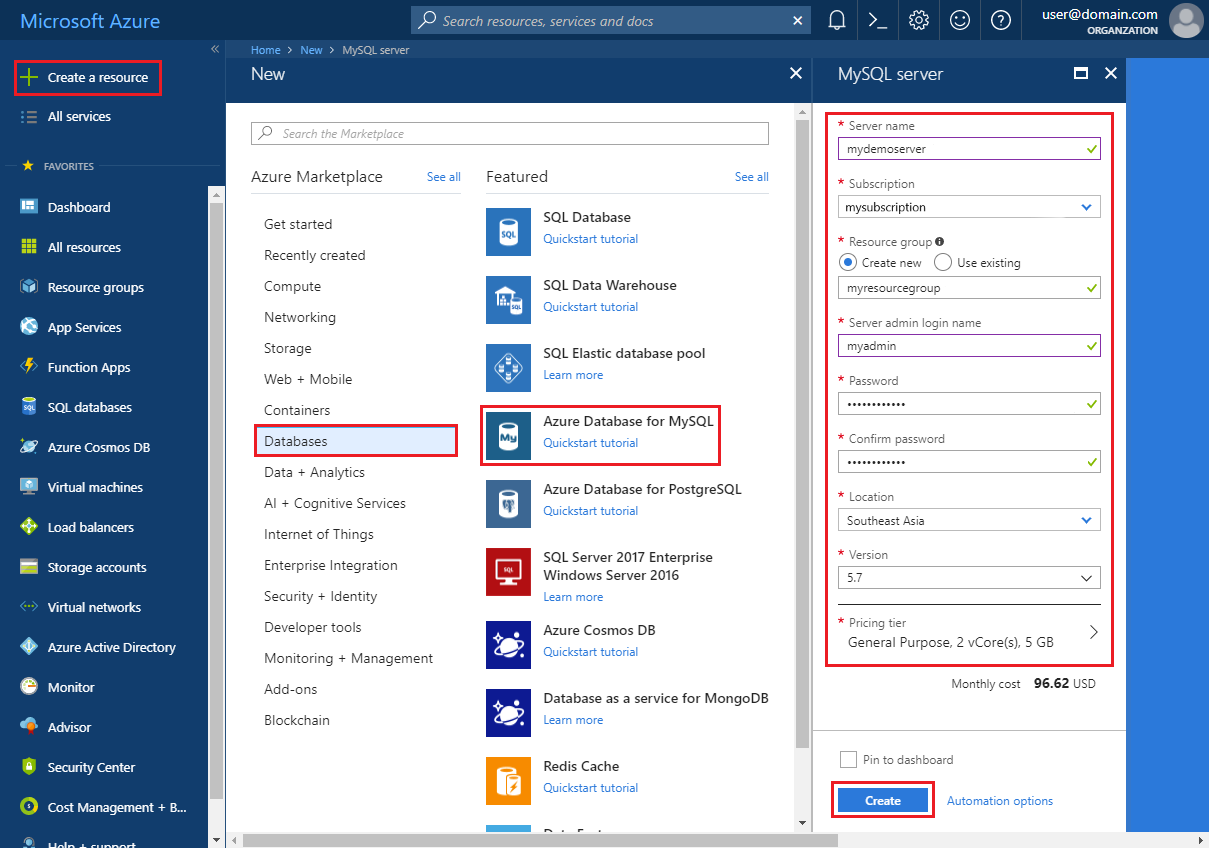 Microsoft Azure
Search resources, services and docs
user@domain.com
ORGANZATION
Create a resource
All services
FAVORITES
Dashboard
All resources
Resource groups
App Services
Function Apps
SQL databases
Azure Cosmos DB
Virtual machines
Load balancers
Storage accounts
Virtual networks
Azure Active Directory
Monitor
Advisor
Security Center
Cost Management + B...
Help + support
Home > New > MySQL server
New
Search the Marketplace
Azure Marketplace See all
Get started
Recently created
Compute
Networking
Storage
Web + Mobile
Containers
Databases
Data + Analytics
AI + Cognitive Services
Internet of Things
Enterprise Integration
Security + Identity
Developer tools
Monitoring + Management
Add-ons
Blockchain
Featured See all
SQL
SQL Database
Quickstart tutorial
SQL
SQL Data Warehouse
Quickstart tutorial
SQL Elastic database pool
Learn more
My
Azure Database for MySQL
Quickstart tutorial
Azure Database for PostgreSQL
Quickstart tutorial
SQL
SQL Server 2017 Enterprise
Windows Server 2016
Learn more
Azure Cosmos DB
Quickstart tutorial
Database as a service for MongoDB
Learn more
Redis Cache
Quickstart tutorial
MySQL server
* Server name
mydemoserver
* Subscription
mysubscription
* Resource group
Create new Use existing
myresourcegroup
* Server admin login name
myadmin
* Password
••••••••••••
* Confirm password
••••••••••••
* Location
Southeast Asia
* Version
5.7
* Pricing tier
General Purpose, 2 vCore(s), 5 GB
Monthly cost 96.62 USD
Pin to dashboard
Create Automation options